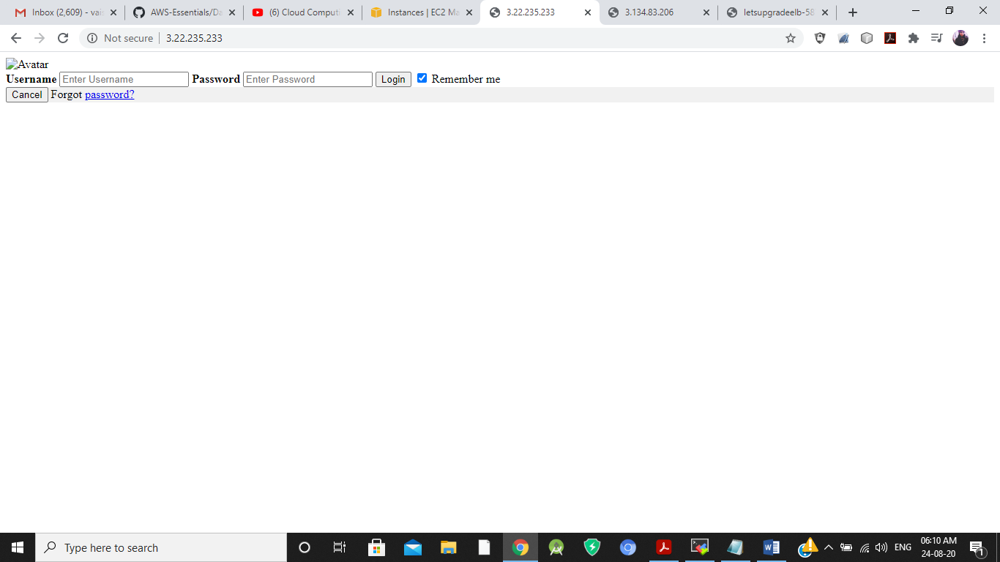 Inbox (2,609) - vai
AWS-Essentials/Da
(6) Cloud Computi
Instances | EC2 Ma
3.22.235.233
3.134.83.206
letsupgradeelb-58
Not secure
3.22.235.233
Avatar
Username Enter Username Password Enter Password Login Remember me
Cancel Forgot password?
Type here to search
ENG
06:10 AM
24-08-20
1